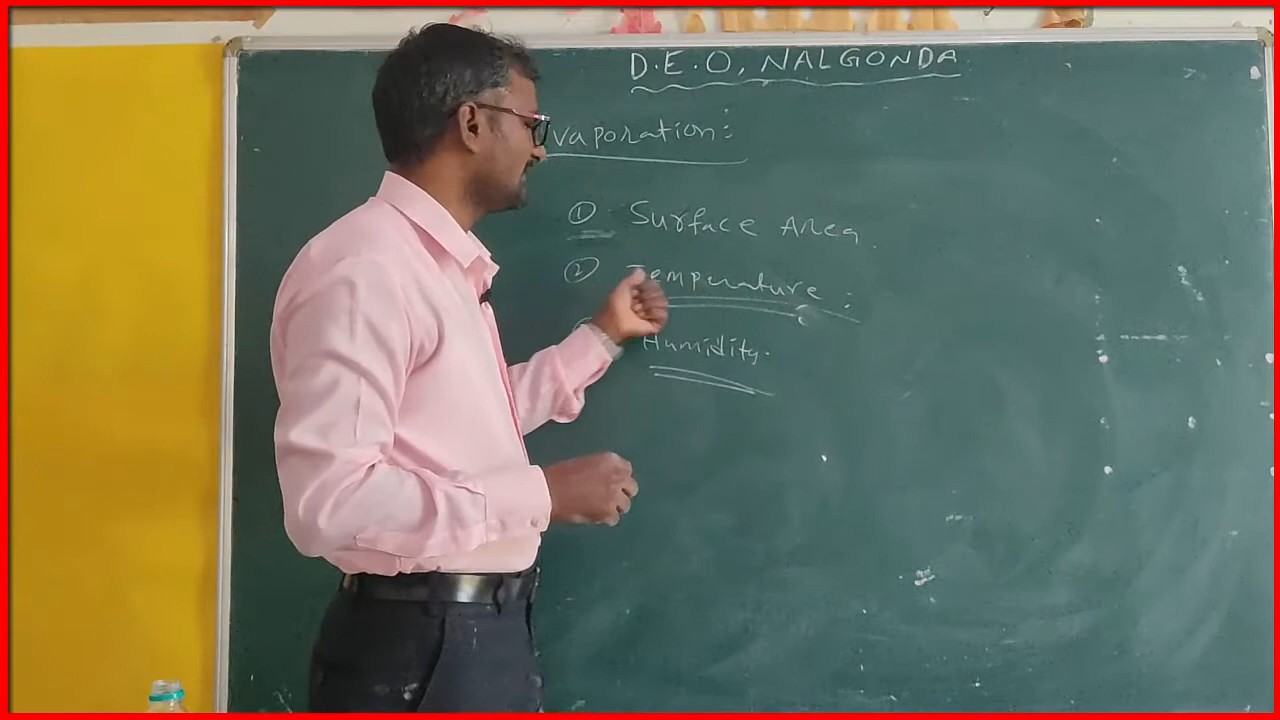 D.E.O, NALGONDA
vaporation:
① Surface Area.
② Temperature:
Humidity.